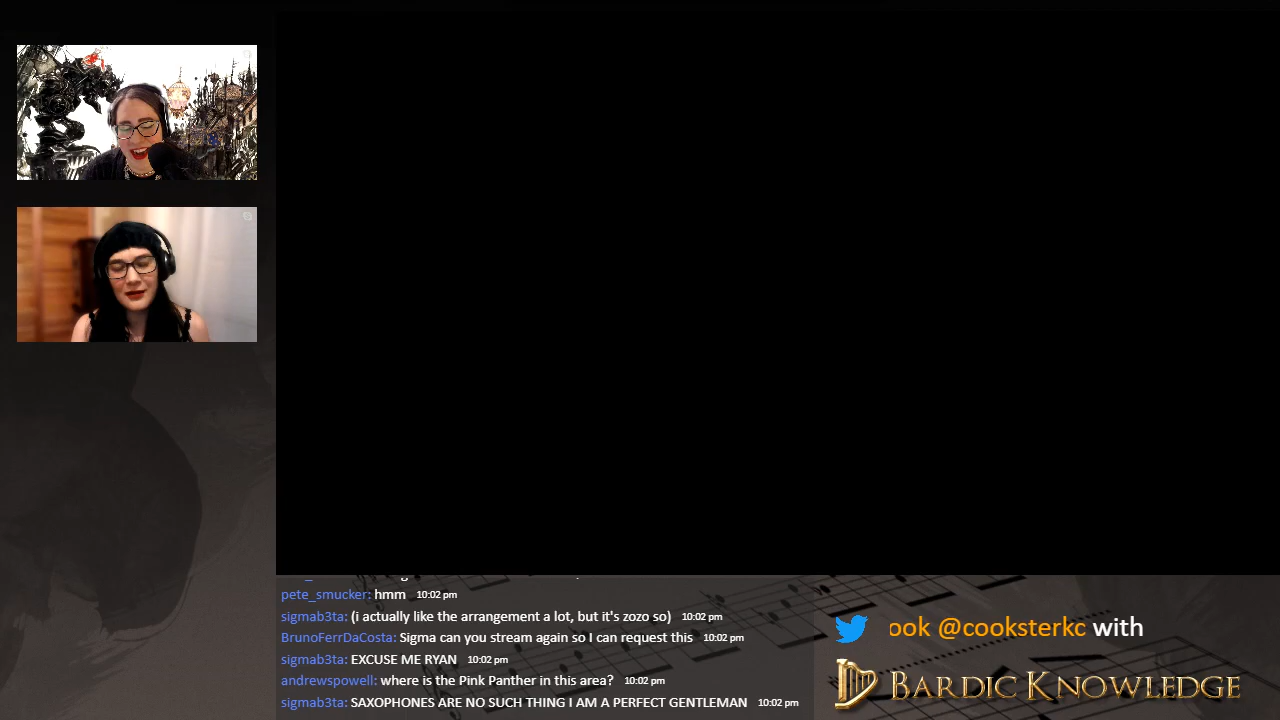 pete_smucker: hmm 10:02 pm
sigmab3ta: (i actually like the arrangement a lot, but it's zozo so) 10:02 pm
BrunoFerrDaCosta: Sigma can you stream again so I can request this 10:02 pm
sigmab3ta: EXCUSE ME RYAN 10:02 pm
andrewspowell: where is the Pink Panther in this area? 10:02 pm
sigmab3ta: SAXOPHONES ARE NO SUCH THING I AM A PERFECT GENTLEMAN 10:02 pm
ook @cooksterkc with
BARDIC KNOWLEDGE